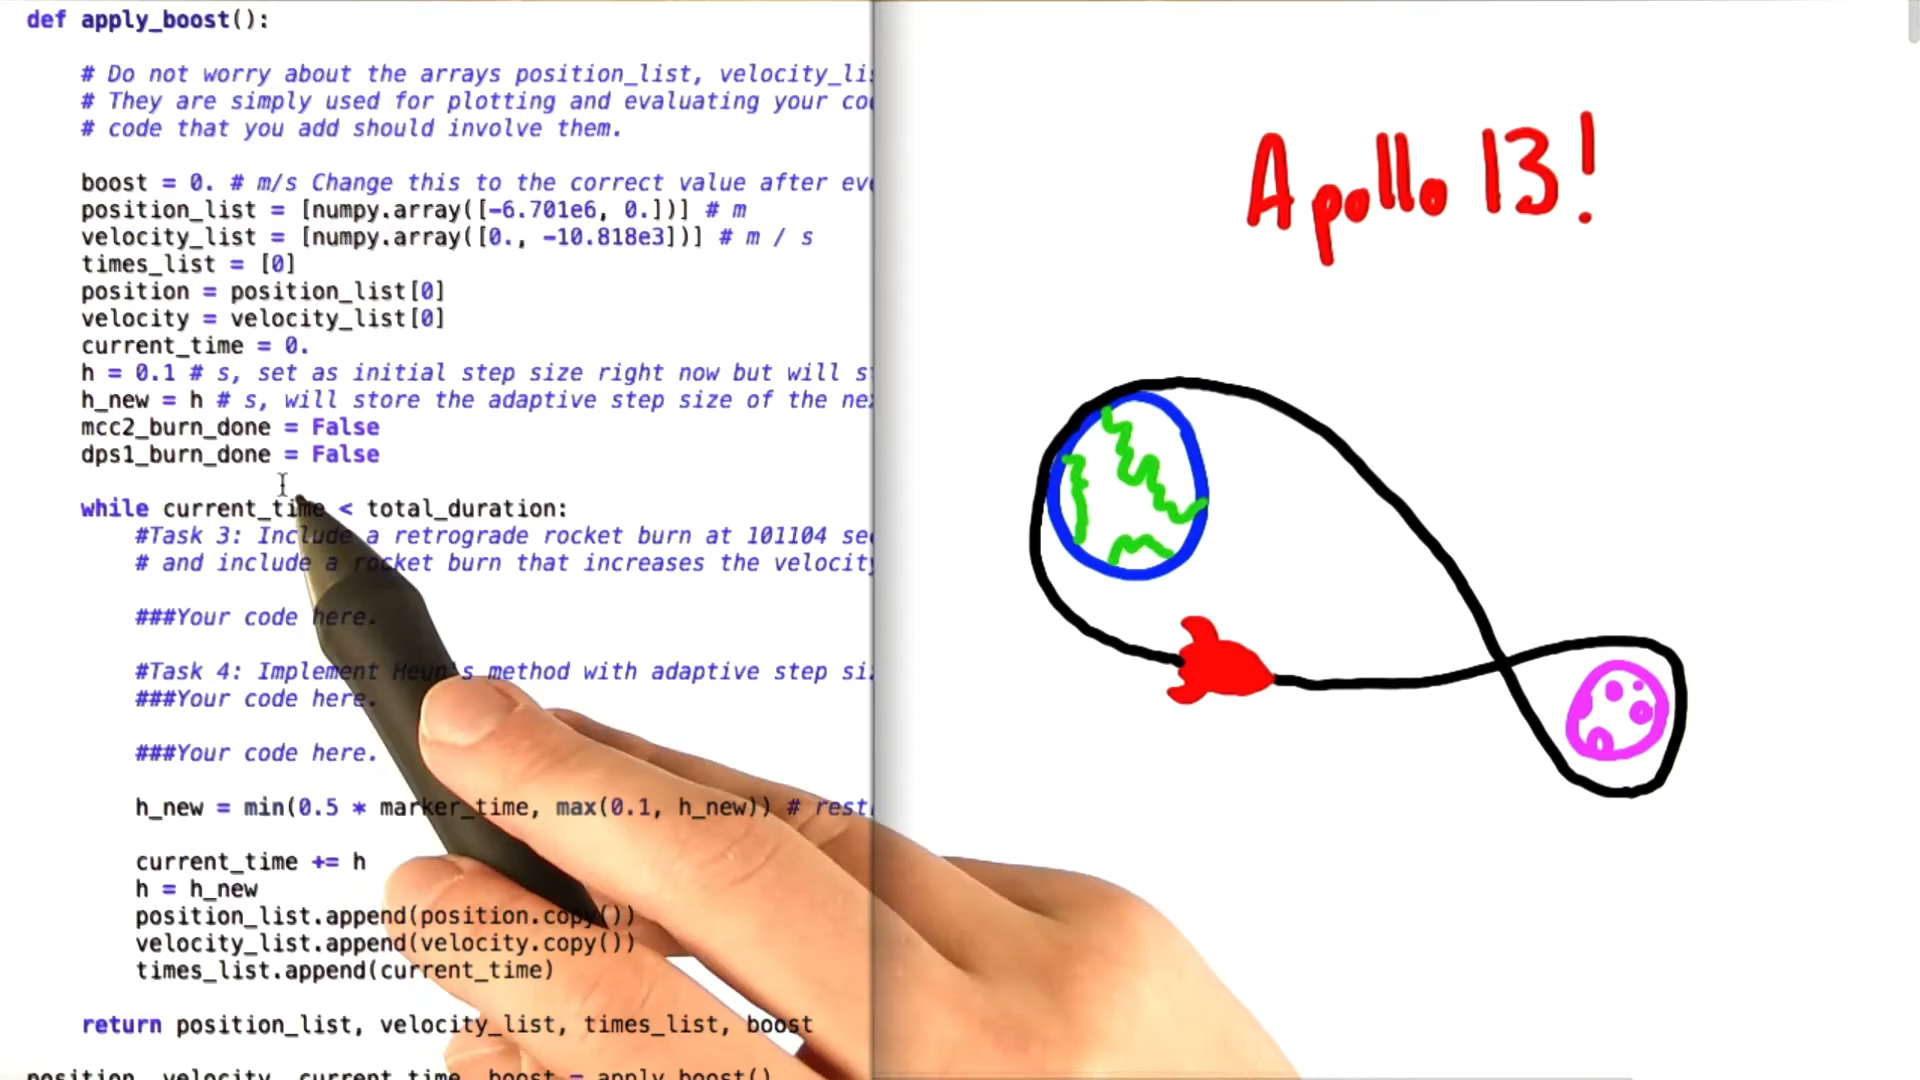 def apply_boost():
# Do not worry about the arrays position_list, velocity_li
# They are simply used for plotting and evaluating your co
# code that you add should involve them.
boost = 0. # m/s Change this to the correct value after ev
position_list = [numpy.array([-6.701e6, 0.])] # m
velocity_list = [numpy.array([0., -10.818e3])] # m / s
times_list = [0]
position = position_list[0]
velocity = velocity_list[0]
current_time = 0.
h = 0.1 # s, set as initial step size right now but will s
h_new = h # s, will store the adaptive step size of the ne
mcc2_burn_done = False
dps1_burn_done = False
while current_time < total_duration:
#Task 3: Include a retrograde rocket burn at 101104 se
# and include a rocket burn that increases the velocity
###Your code here.
#Task 4: Implement Heun's method with adaptive step si
###Your code here.
###Your code here.
h_new = min(0.5 * marker_time, max(0.1, h_new)) # rest
current_time += h
h = h_new
position_list.append(position.copy())
velocity_list.append(velocity.copy())
times_list.append(current_time)
return position_list, velocity_list, times_list, boost
position, velocity, current_time, boost = apply_boost()
Apollo 13!